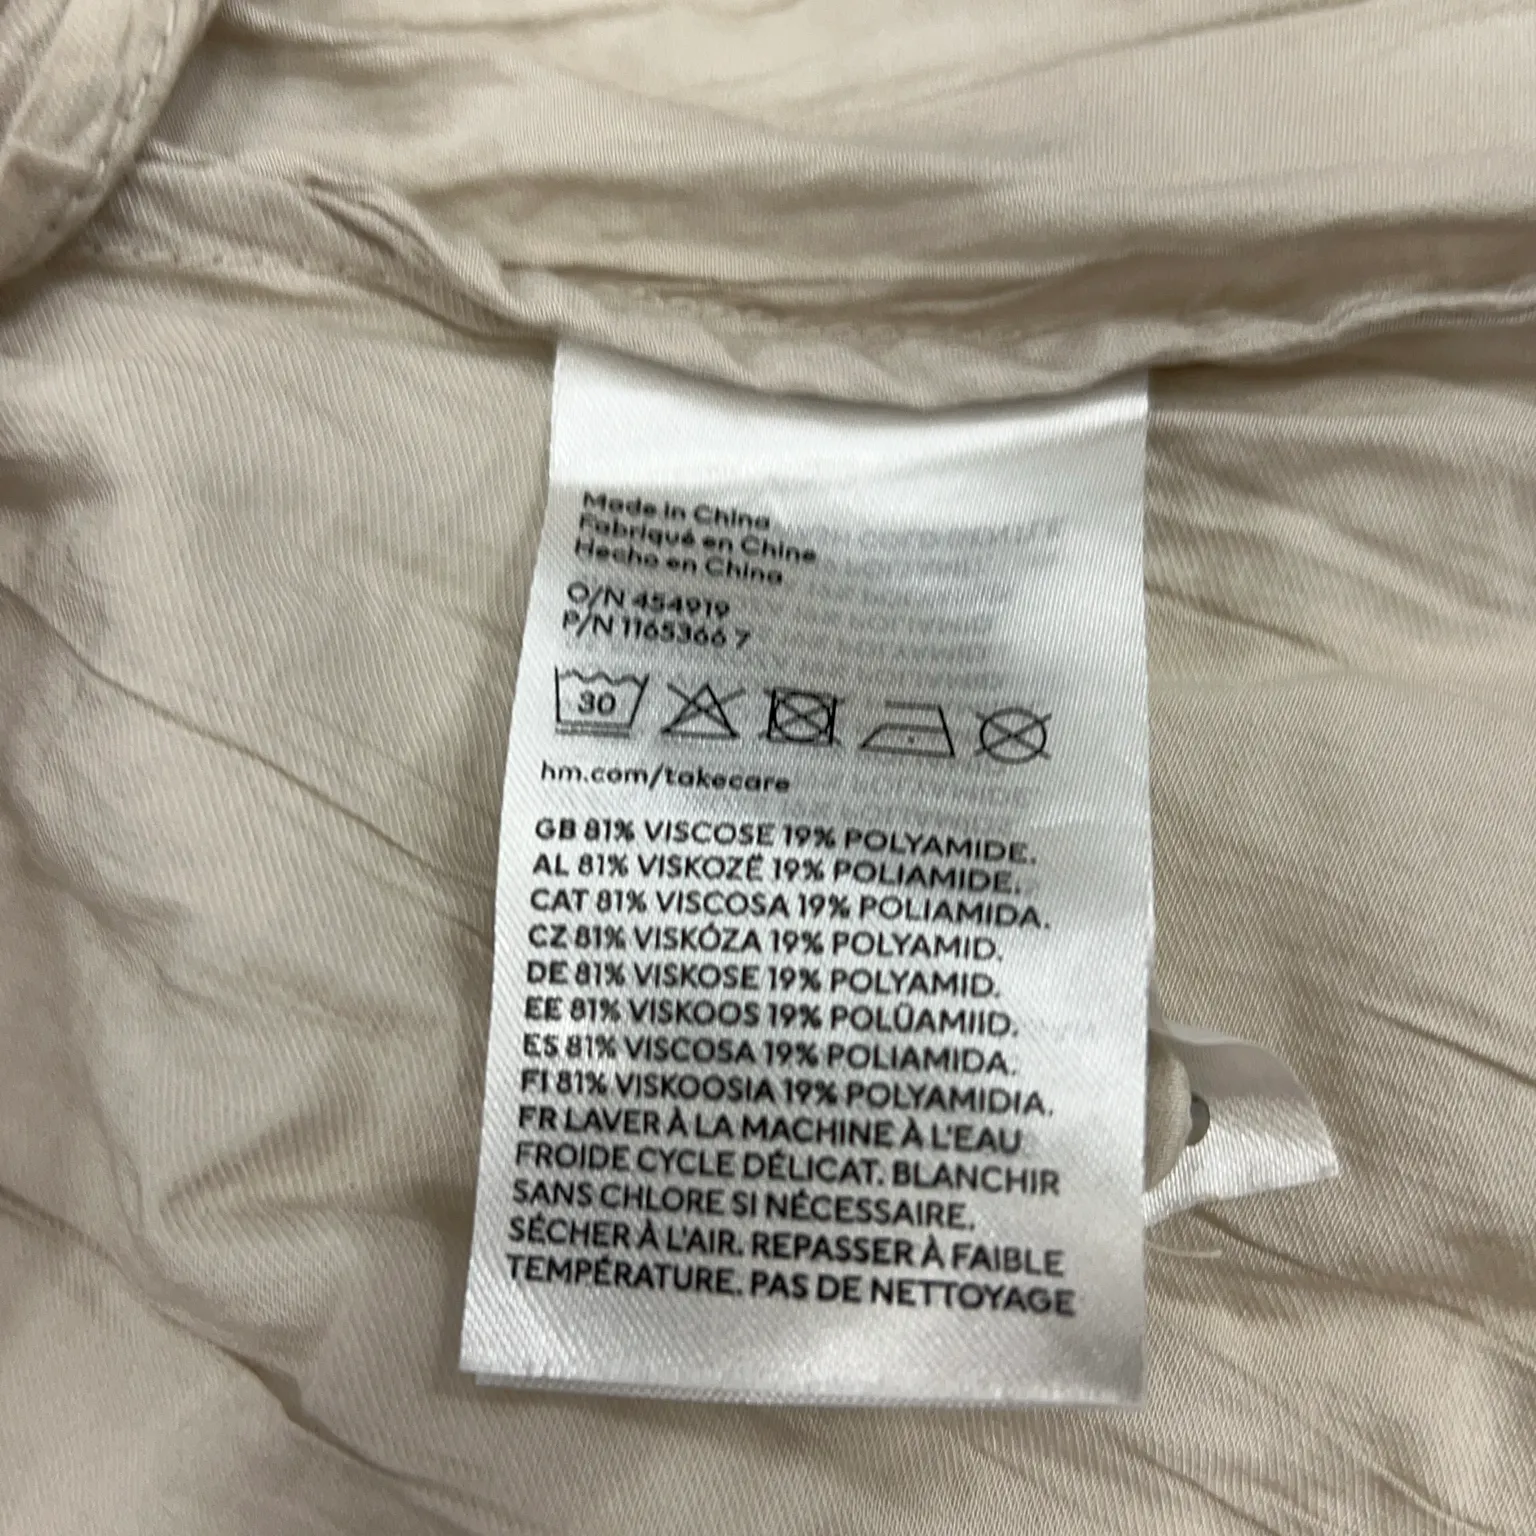 Made in China
Fabriqué en Chine
Hecho en China
O/N 454919
P/N 1165366 7
30
hm.com/takecare
GB 81% VISCOSE 19% POLYAMIDE.
AL 81% VISKOZË 19% POLIAMIDE.
CAT 81% VISCOSA 19% POLIAMIDA.
CZ 81% VISKÓZA 19% POLYAMID.
DE 81% VISKOSE 19% POLYAMID.
EE 81% VISKOOS 19% POLÜAMIID.
ES 81% VISCOSA 19% POLIAMIDA.
FI 81% VISKOOSIA 19% POLYAMIDIA.
FR LAVER À LA MACHINE À L'EAU
FROIDE CYCLE DÉLICAT. BLANCHIR
SANS CHLORE SI NÉCESSAIRE.
SÉCHER À L'AIR. REPASSER À FAIBLE
TEMPÉRATURE. PAS DE NETTOYAGE